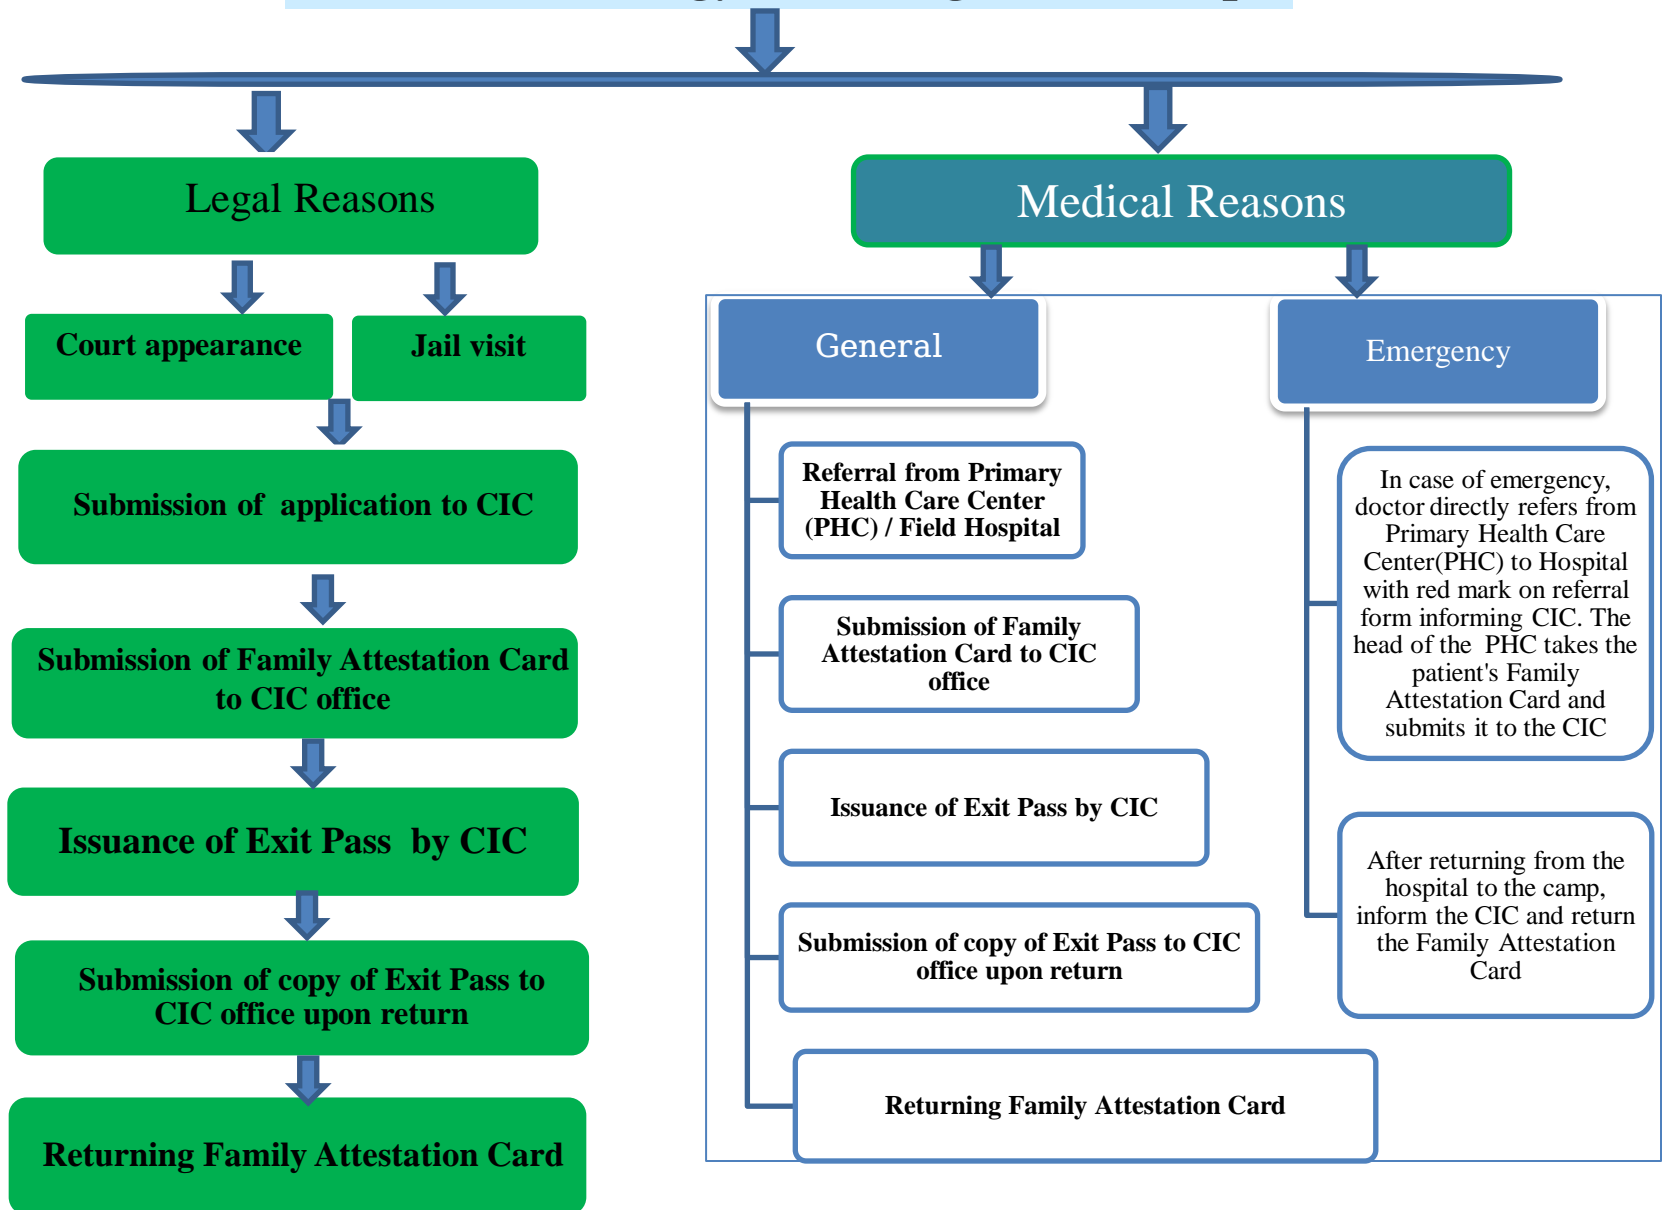 Legal Reasons
Court appearance
Jail visit
Submission of application to CIC
Submission of Family Attestation Card
to CIC office
Issuance of Exit Pass by CIC
Submission of copy of Exit Pass to
CIC office upon return
Returning Family Attestation Card
Medical Reasons
General
Referral from Primary
Health Care Center
(PHC) / Field Hospital
Submission of Family
Attestation Card to CIC
office
Issuance of Exit Pass by CIC
Submission of copy of Exit Pass to CIC
office upon return
Returning Family Attestation Card
Emergency
In case of emergency,
doctor directly refers from
Primary Health Care
Center(PHC) to Hospital
with red mark on referral
form informing CIC. The
head of the PHC takes the
patient's Family
Attestation Card and
submits it to the CIC
After returning from the
hospital to the camp,
inform the CIC and return
the Family Attestation
Card